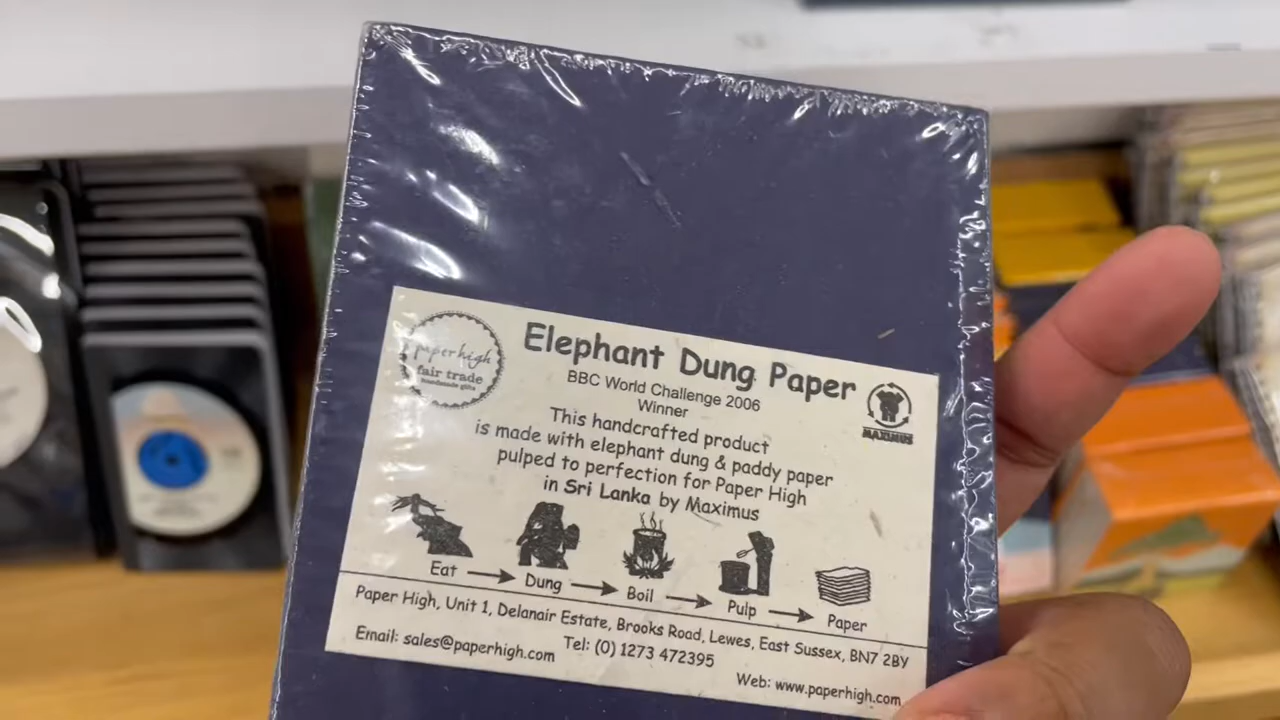 paperhigh
fair trade
handmade gifts
Elephant Dung Paper
BBC World Challenge 2006
Winner
MAXIMUS
This handcrafted product
is made with elephant dung & paddy paper
pulped to perfection for Paper High
in Sri Lanka by Maximus
Eat Dung Boil Pulp Paper
Paper High, Unit 1, Delanair Estate, Brooks Road, Lewes, East Sussex, BN7 2BY
Email: sales@paperhigh.com Tel: (0) 1273 472395
Web: www.paperhigh.com